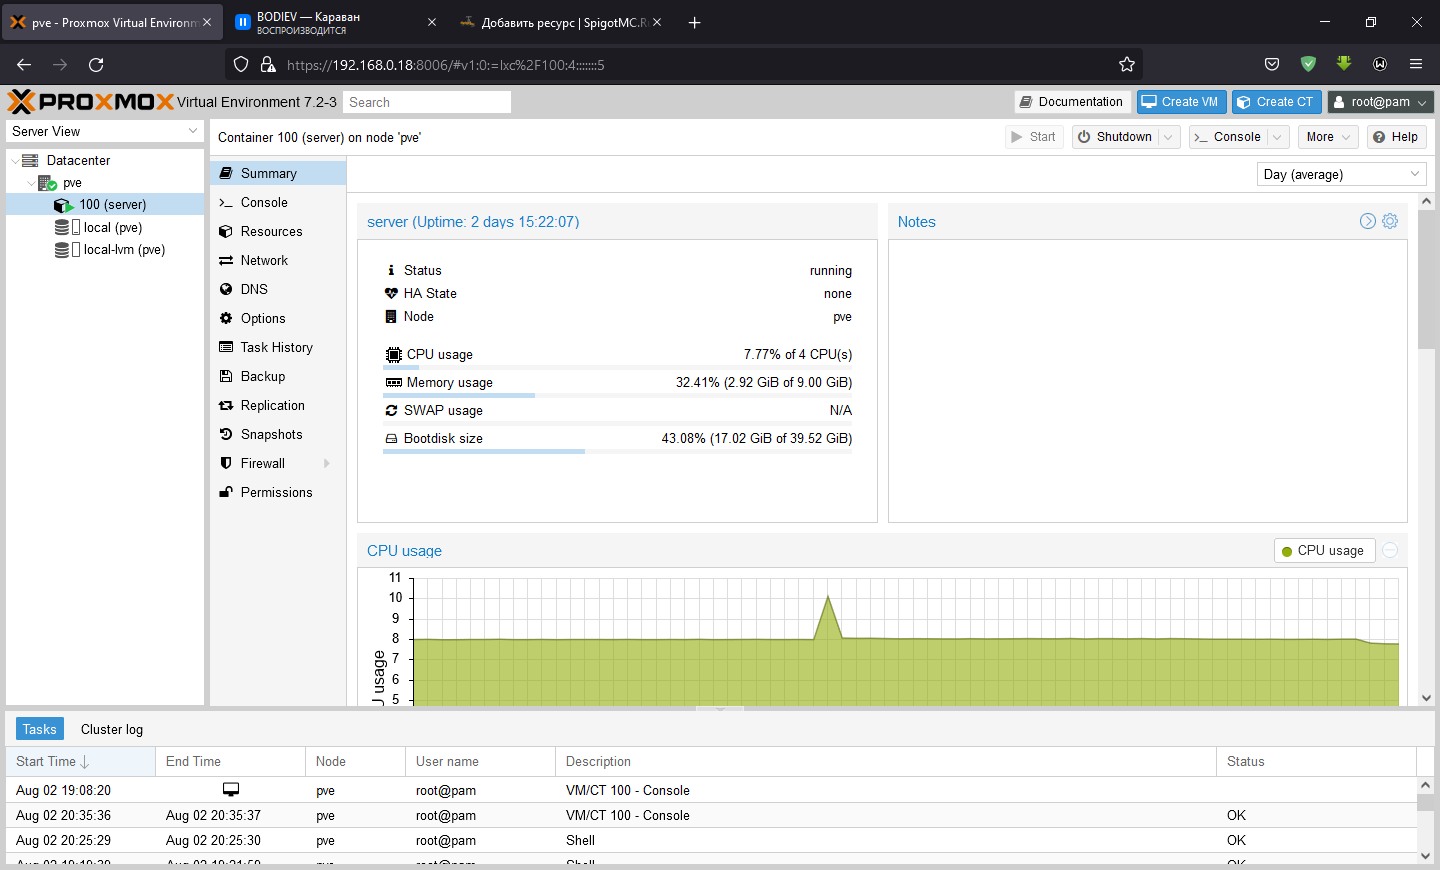 pve - Proxmox Virtual Environm
BODIEV — Караван
ВОСПРОИЗВОДИТСЯ
Добавить ресурс | SpigotMC.R
https://192.168.0.18:8006/#v1:0:=lxc%2F100:4:::::::5
PROXMOX Virtual Environment 7.2-3
Search
Documentation
Create VM
Create CT
root@pam
Server View
Container 100 (server) on node 'pve'
Start
Shutdown
Console
More
Help
Datacenter
pve
100 (server)
local (pve)
local-lvm (pve)
Summary
Console
Resources
Network
DNS
Options
Task History
Backup
Replication
Snapshots
Firewall
Permissions
Day (average)
server (Uptime: 2 days 15:22:07)
Status running
HA State none
Node pve
CPU usage 7.77% of 4 CPU(s)
Memory usage 32.41% (2.92 GiB of 9.00 GiB)
SWAP usage N/A
Bootdisk size 43.08% (17.02 GiB of 39.52 GiB)
Notes
CPU usage
CPU usage
11
10
9
8
7
6
5
U usage
Tasks
Cluster log
Start Time End Time Node User name Description Status
Aug 02 19:08:20 pve root@pam VM/CT 100 - Console
Aug 02 20:35:36 Aug 02 20:35:37 pve root@pam VM/CT 100 - Console OK
Aug 02 20:25:29 Aug 02 20:25:30 pve root@pam Shell OK